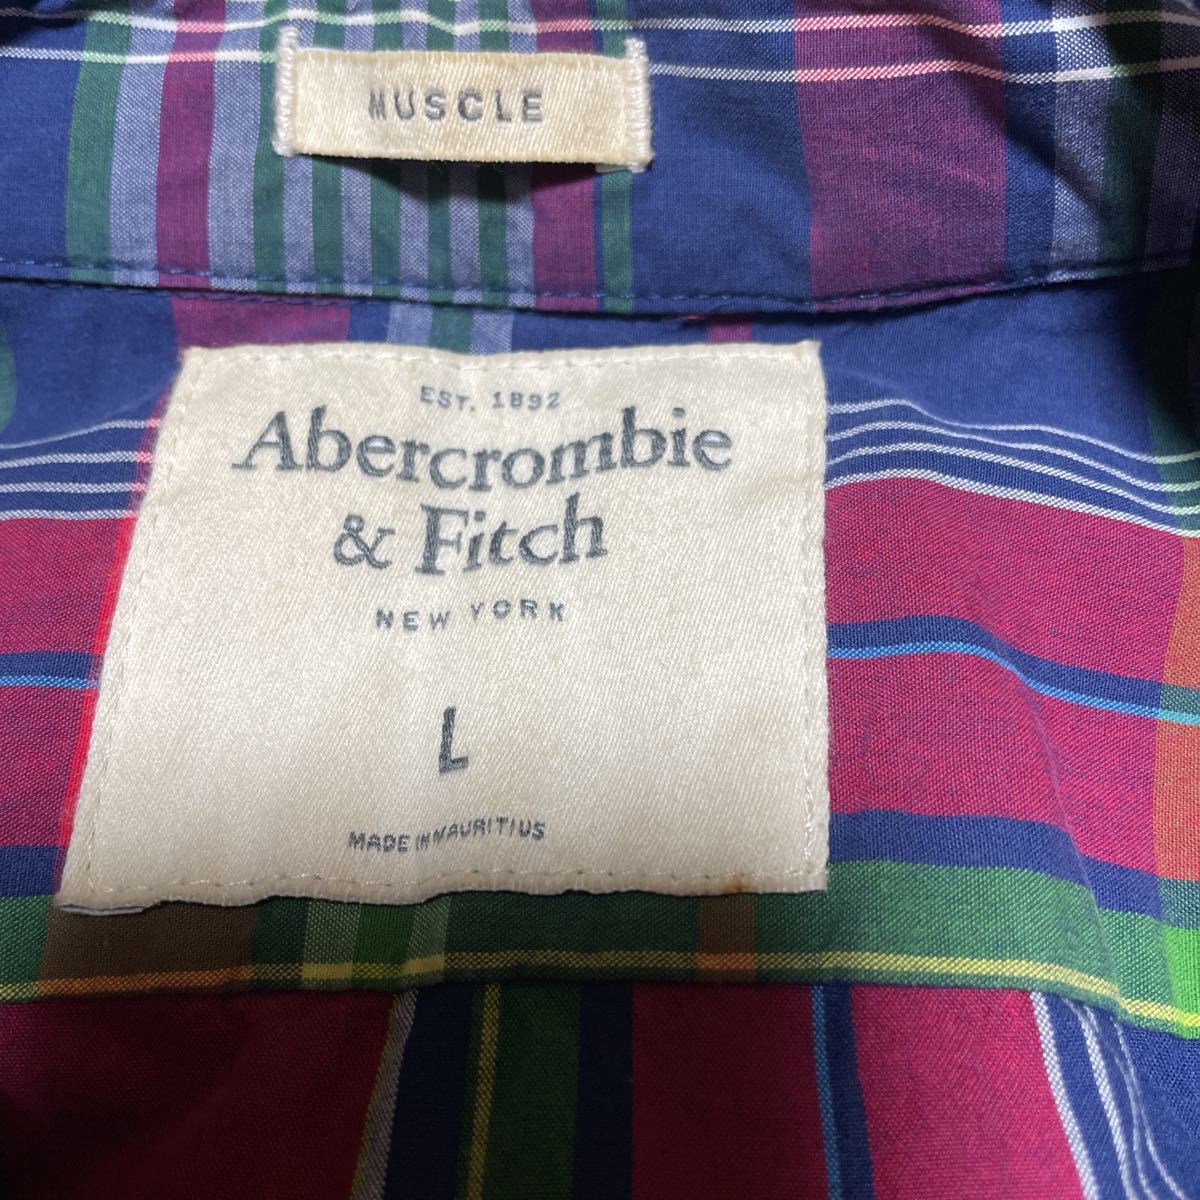 MUSCLE
EST. 1892
Abercrombie
& Fitch
NEW YORK
L
MADE IN MAURITIUS